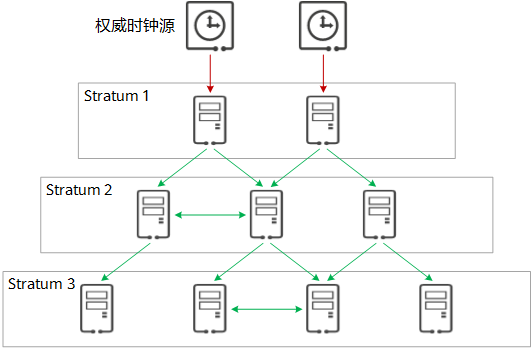 权威时钟源
Stratum 1
Stratum 2
Stratum 3